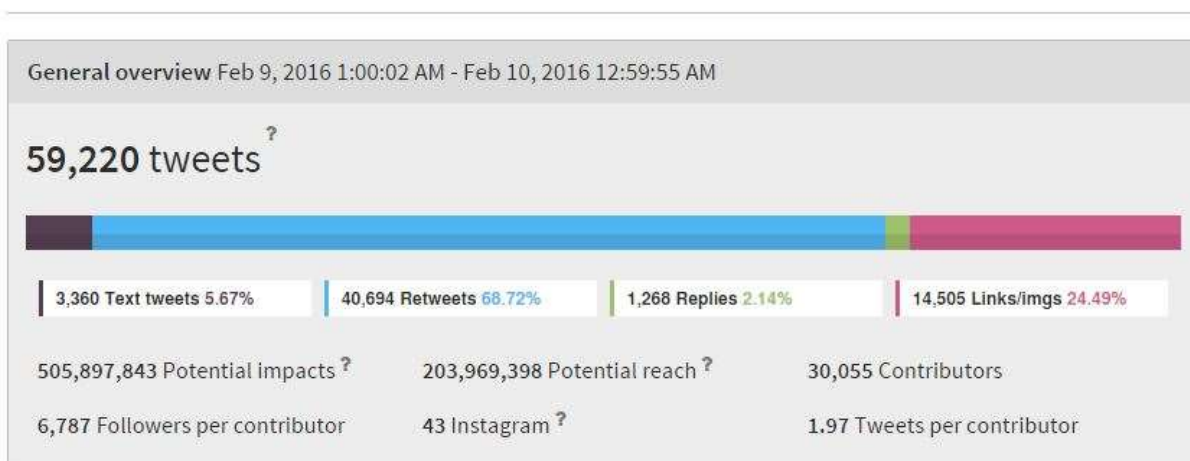 General overview Feb 9, 2016 1:00:02 AM - Feb 10, 2016 12:59:55 AM
59,220 tweets ?
3,360 Text tweets 5.67% 40,694 Retweets 68.72% 1,268 Replies 2.14% 14,505 Links/imgs 24.49%
505,897,843 Potential impacts ? 203,969,398 Potential reach ? 30,055 Contributors
6,787 Followers per contributor 43 Instagram ? 1.97 Tweets per contributor